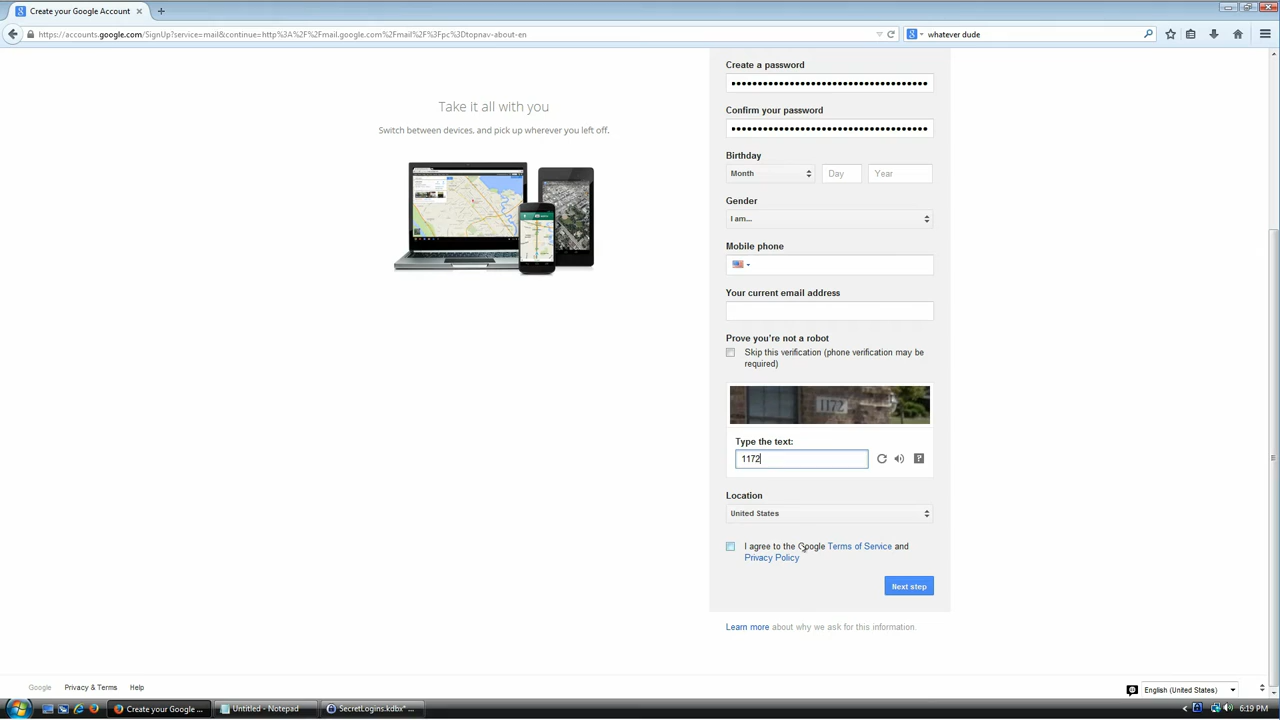 Create your Google Account
https://accounts.google.com/SignUp?service=mail&continue=http%3A%2F%2Fmail.google.com%2Fmail%2F%3Fpc%3Dtopnav-about-en
whatever dude
Take it all with you
Switch between devices, and pick up wherever you left off.
Create a password
Confirm your password
Birthday
Month Day Year
Gender
I am...
Mobile phone
Your current email address
Prove you're not a robot
Skip this verification (phone verification may be
required)
1172
Type the text:
1172
Location
United States
I agree to the Google Terms of Service and
Privacy Policy
Next step
Learn more about why we ask for this information.
Google Privacy & Terms Help
English (United States)
Create your Google ... Untitled - Notepad SecretLogins.kdbx* ... 6:19 PM